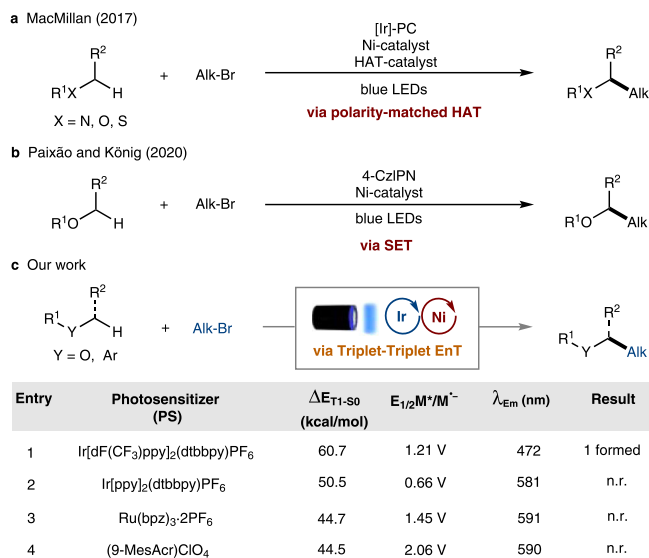 a MacMillan (2017)
R² R¹X H X = N, O, S + Alk-Br [Ir]-PC R² R¹X Alk
Ni-catalyst
HAT-catalyst
blue LEDs
via polarity-matched HAT
b Paixão and König (2020)
R² R¹O H + Alk-Br 4-CzIPN R² R¹O Alk
Ni-catalyst
blue LEDs
via SET
c Our work
R² R¹ Y H Y = O, Ar + Alk-Br Ir Ni R² R¹ Y Alk
via Triplet-Triplet EnT
Entry Photosensitizer (PS) ΔE_T1-S0 (kcal/mol) E_1/2M*/M^•− λ_Em (nm) Result
1 Ir[dF(CF₃)ppy]₂(dtbbpy)PF₆ 60.7 1.21 V 472 1 formed
2 Ir[ppy]₂(dtbbpy)PF₆ 50.5 0.66 V 581 n.r.
3 Ru(bpz)₃·2PF₆ 44.7 1.45 V 591 n.r.
4 (9-MesAcr)ClO₄ 44.5 2.06 V 590 n.r.